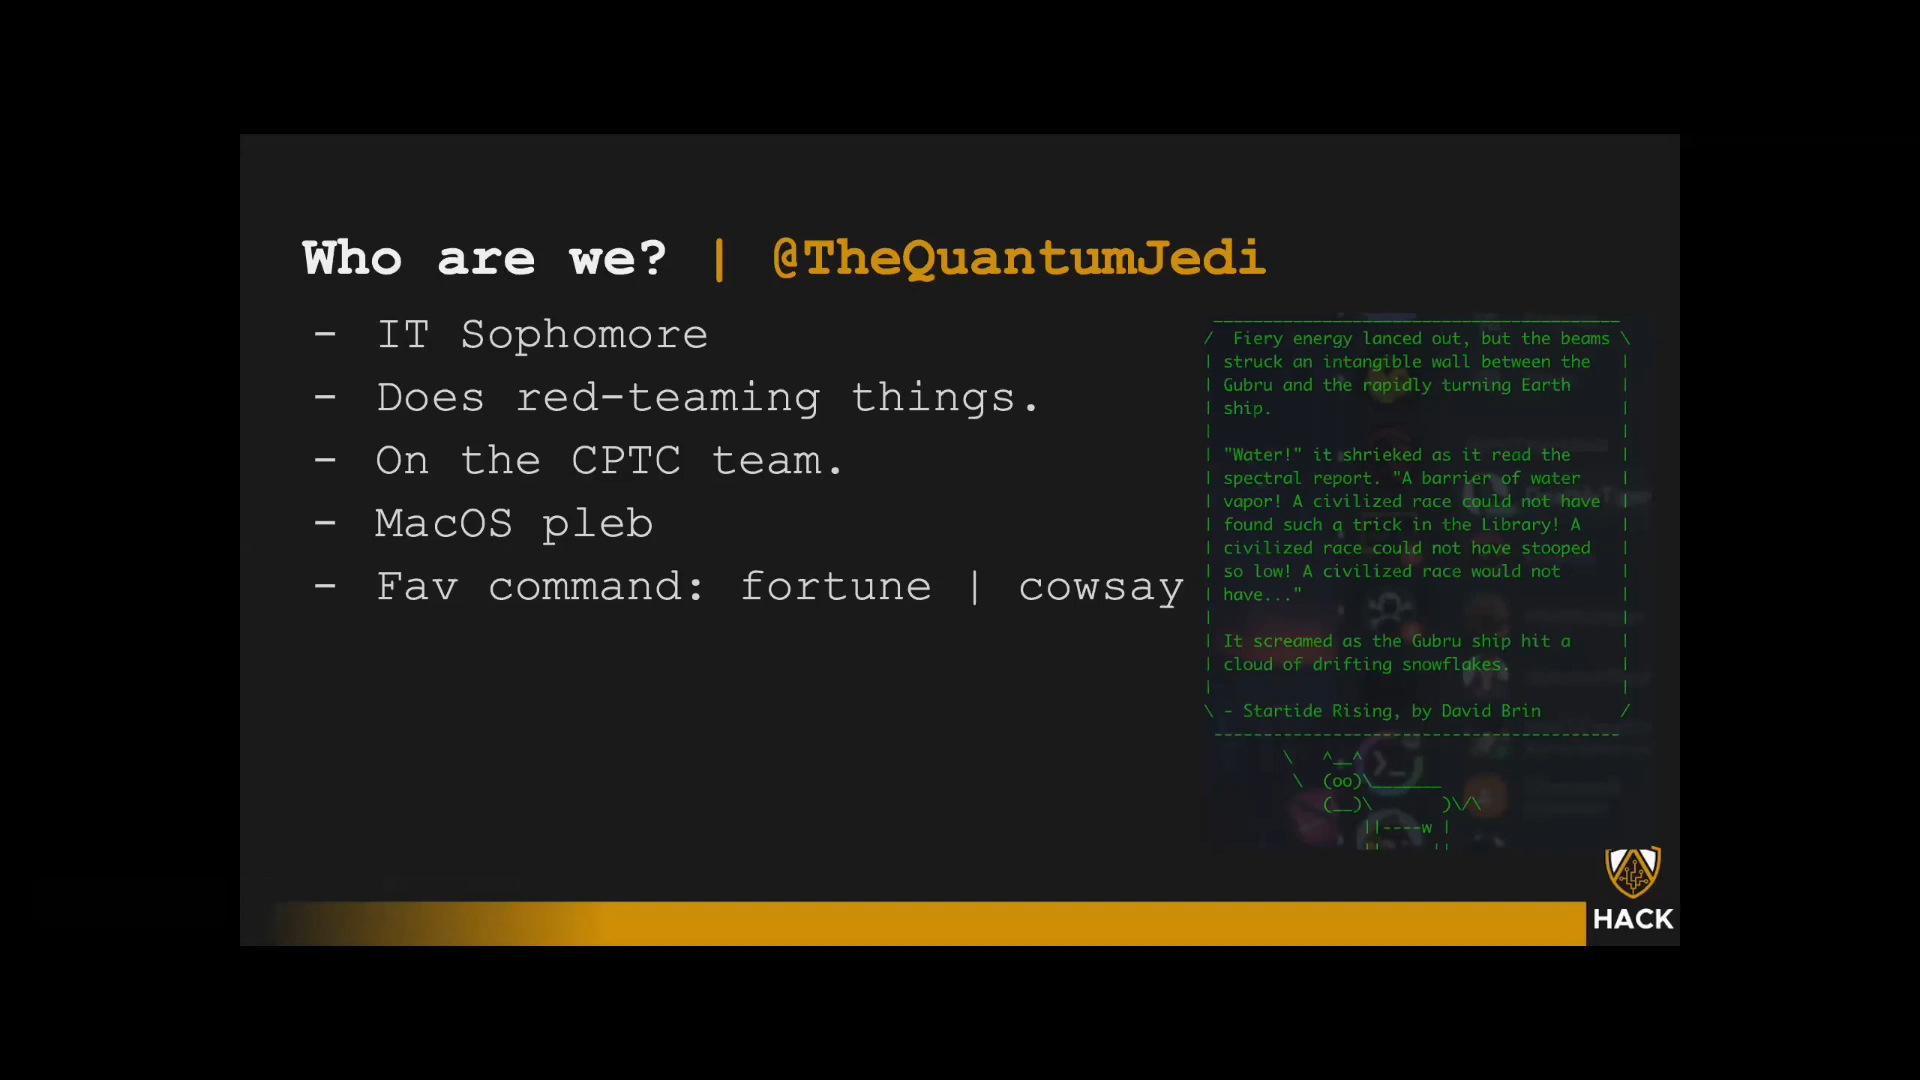 Who are we? | @TheQuantumJedi
- IT Sophomore
- Does red-teaming things.
- On the CPTC team.
- MacOS pleb
- Fav command: fortune | cowsay
/  Fiery energy lanced out, but the beams \
| struck an intangible wall between the |
| Gubru and the rapidly turning Earth |
| ship. |
| |
| "Water!" it shrieked as it read the |
| spectral report. "A barrier of water |
| vapor! A civilized race could not have |
| found such a trick in the Library! A |
| civilized race could not have stooped |
| so low! A civilized race would not |
| have..." |
| |
| It screamed as the Gubru ship hit a |
| cloud of drifting snowflakes. |
| |
\ - Startide Rising, by David Brin /
----------------------------------------
\   ^__^
\  (oo)\_______
(__)\       )\/\
||----w |
||     ||
HACK